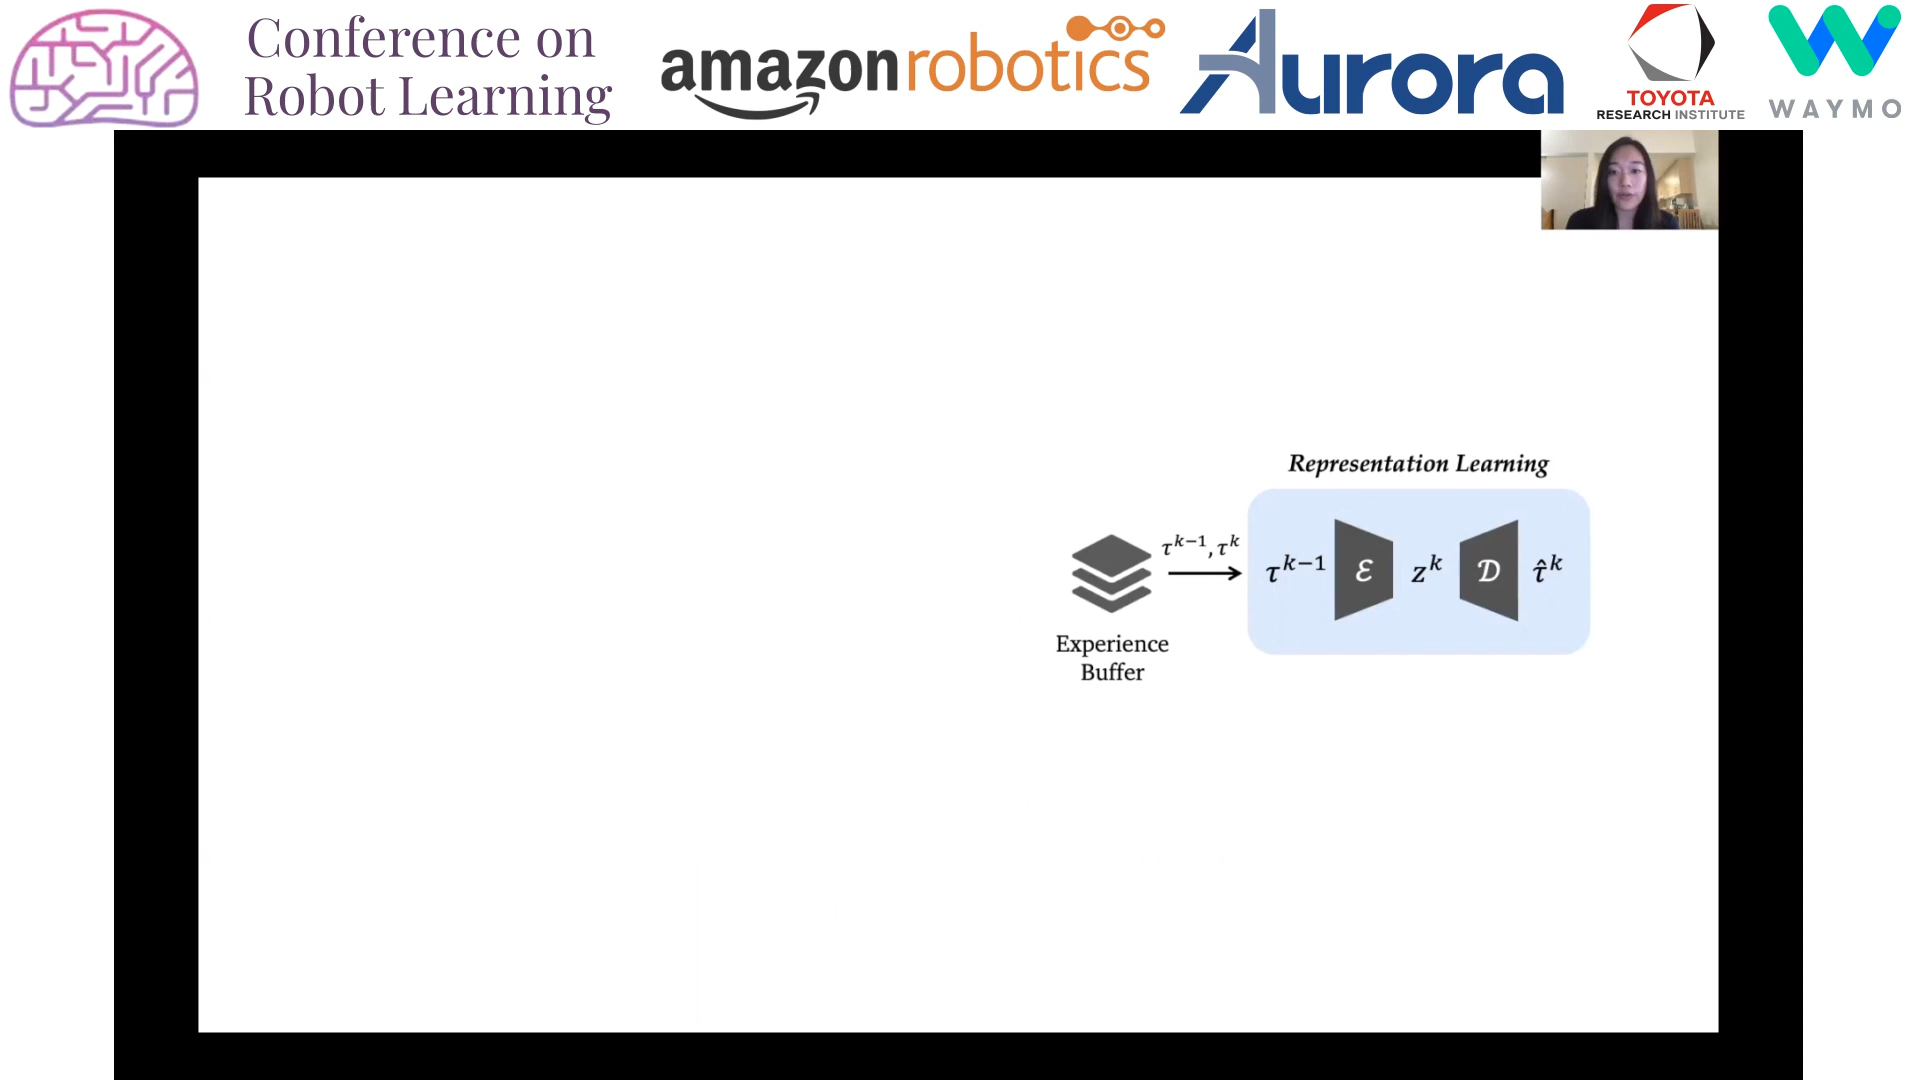 Conference on
Robot Learning
amazon robotics
Aurora
TOYOTA
RESEARCH INSTITUTE
WAYMO
Representation Learning
τ^{k−1}, τ^k
τ^{k−1} ℰ z^k 𝒟 τ̂^k
Experience
Buffer